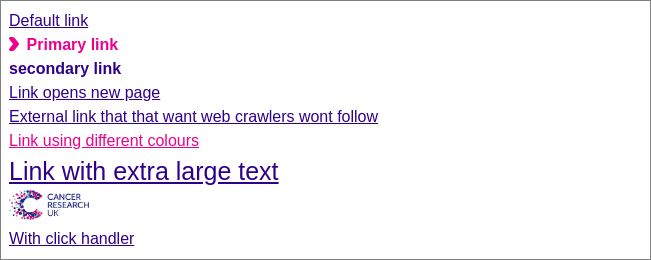 Default link
Primary link
secondary link
Link opens new page
External link that that want web crawlers wont follow
Link using different colours
Link with extra large text
CANCER
RESEARCH
UK
With click handler